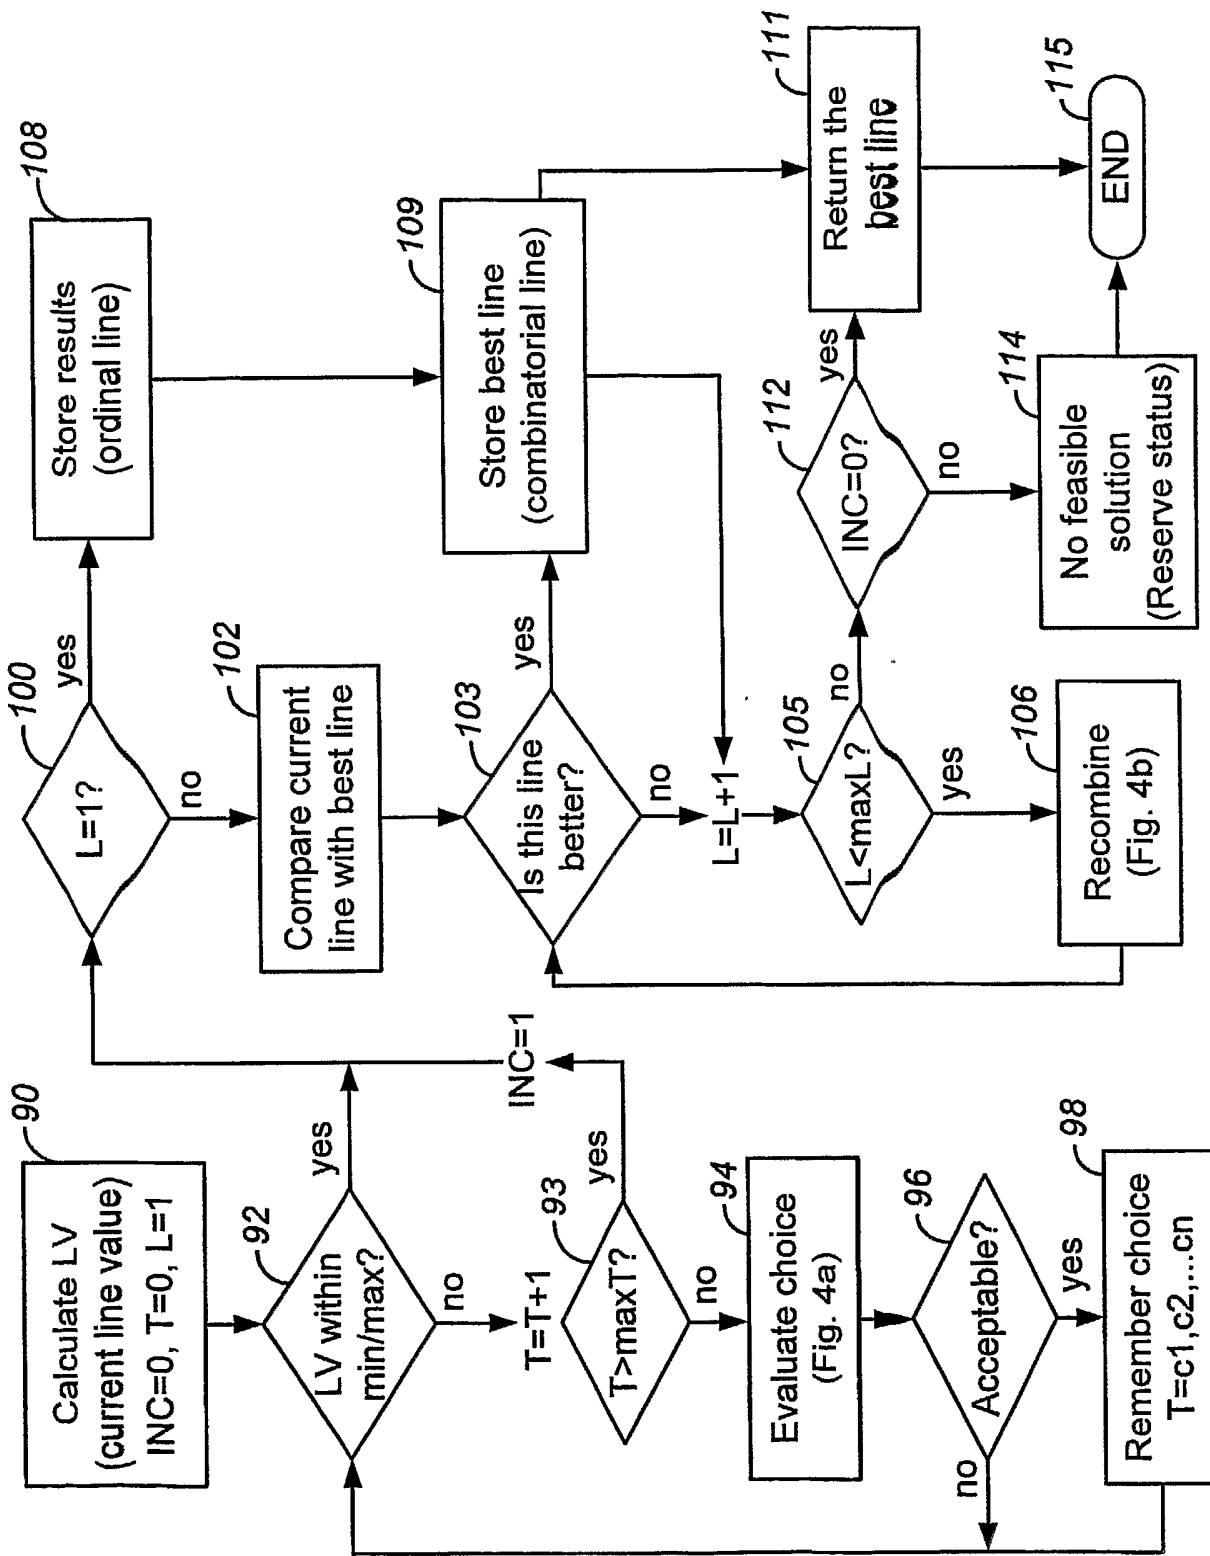 90
Calculate LV
(current line value)
INC=0, T=0, L=1
92
LV within
min/max?
yes
no
T=T+1
INC=1
93
T>maxT?
yes
no
94
Evaluate choice
(Fig. 4a)
96
Acceptable?
no
yes
98
Remember choice
T=c1,c2,...cn
100
L=1?
yes
no
108
Store results
(ordinal line)
102
Compare current
line with best line
103
Is this line
better?
yes
no
109
Store best line
(combinatorial line)
L=L+1
105
L<maxL?
no
yes
106
Recombine
(Fig. 4b)
112
INC=0?
yes
no
111
Return the
best line
114
No feasible
solution
(Reserve status)
115
END